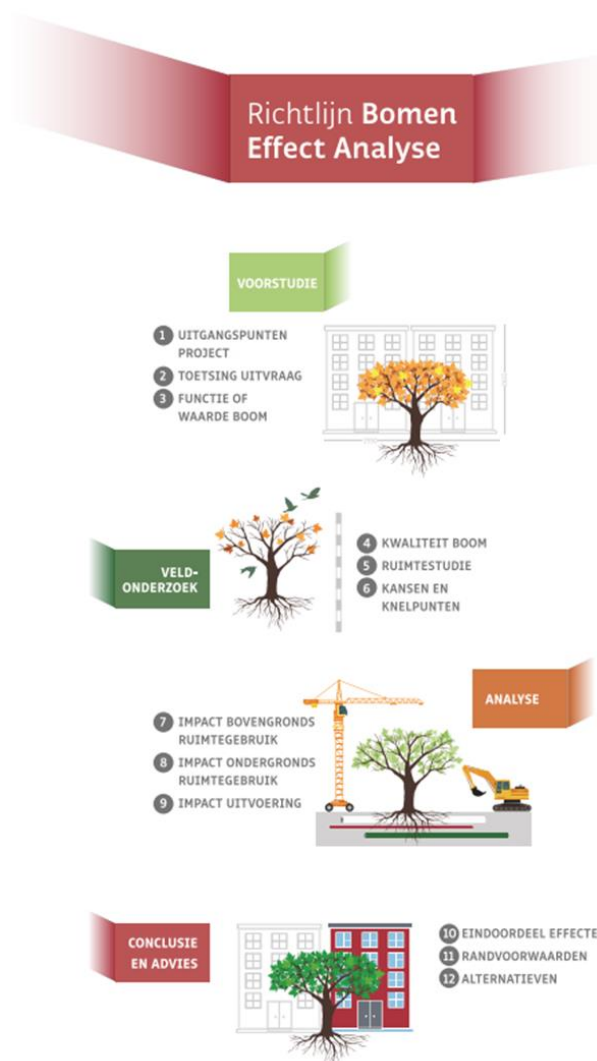 Richtlijn Bomen
Effect Analyse
VOORSTUDIE
1 UITGANGSPUNTEN
PROJECT
2 TOETSING UITVRAAG
3 FUNCTIE OF
WAARDE BOOM
VELD-
ONDERZOEK
4 KWALITEIT BOOM
5 RUIMTESTUDIE
6 KANSEN EN
KNELPUNTEN
ANALYSE
7 IMPACT BOVENGRONDS
RUIMTEGEBRUIK
8 IMPACT ONDERGRONDS
RUIMTEGEBRUIK
9 IMPACT UITVOERING
CONCLUSIE
EN ADVIES
10 EINDOORDEEL EFFECTE
11 RANDVOORWAARDEN
12 ALTERNATIEVEN